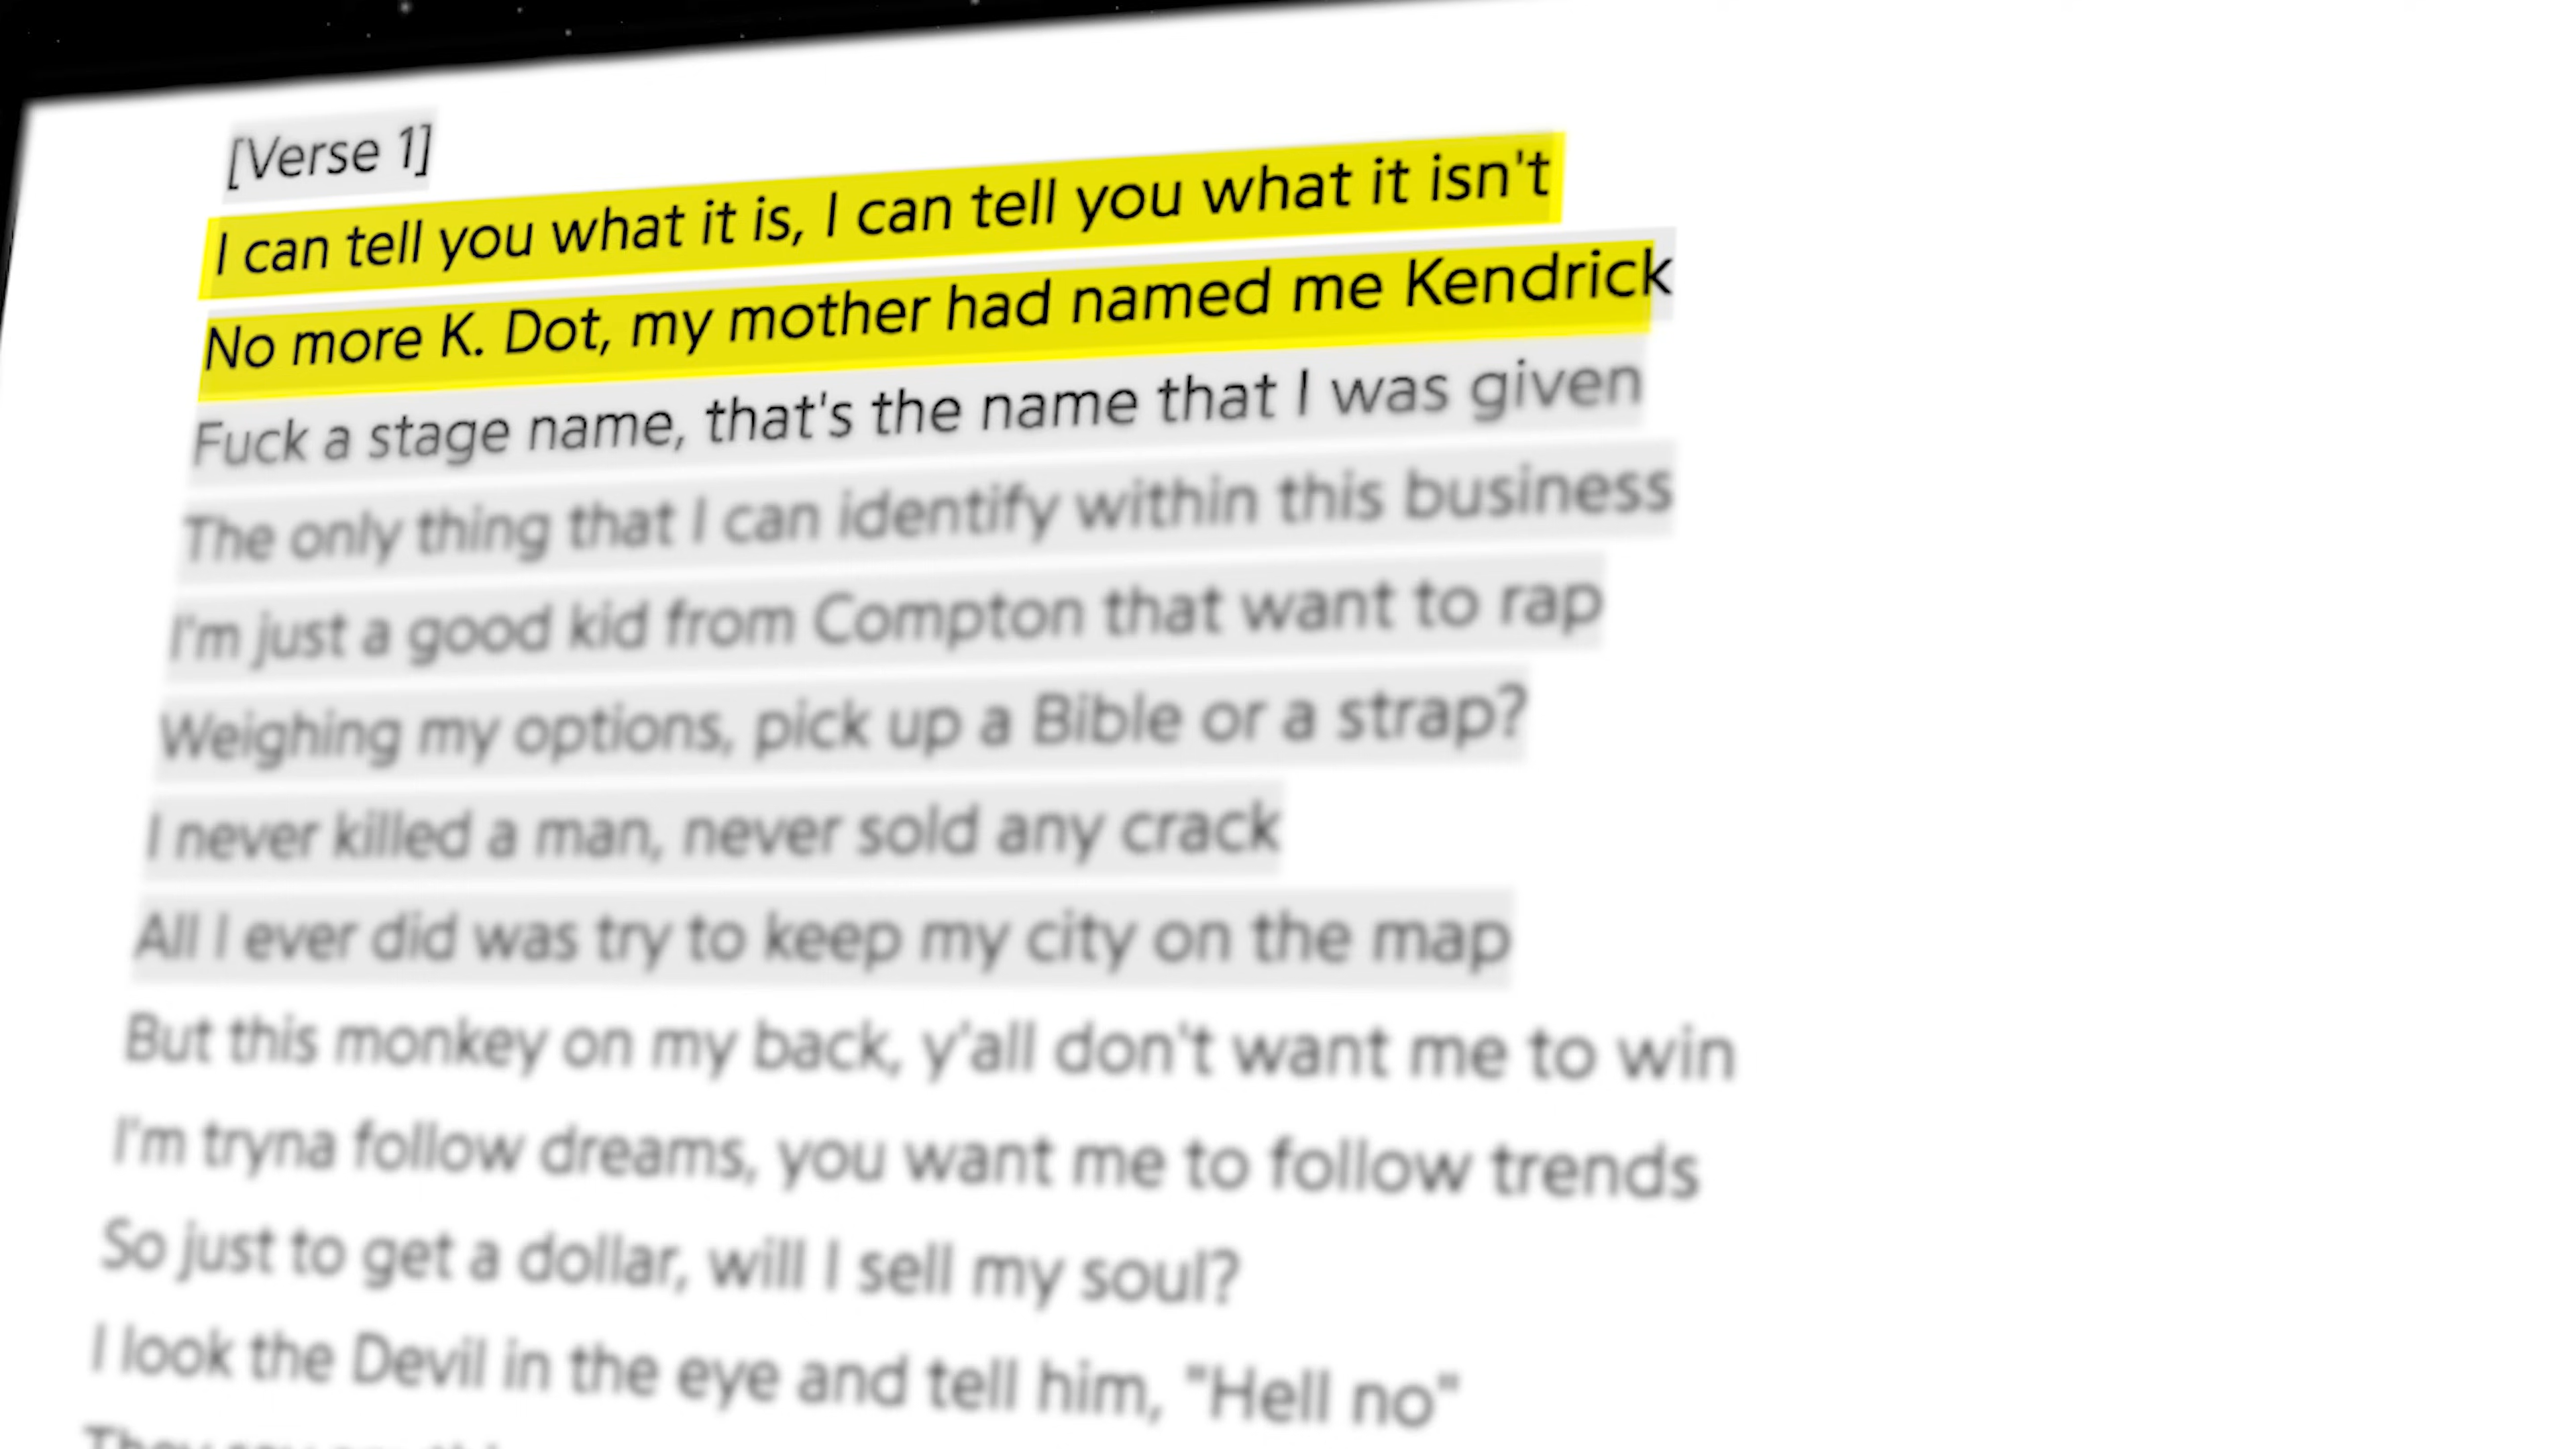 [Verse 1]
I can tell you what it is, I can tell you what it isn't
No more K. Dot, my mother had named me Kendrick
Fuck a stage name, that's the name that I was given
The only thing that I can identify within this business
I'm just a good kid from Compton that want to rap
Weighing my options, pick up a Bible or a strap?
I never killed a man, never sold any crack
All I ever did was try to keep my city on the map
But this monkey on my back, y'all don't want me to win
I'm tryna follow dreams, you want me to follow trends
So just to get a dollar, will I sell my soul?
I look the Devil in the eye and tell him, "Hell no"
They say